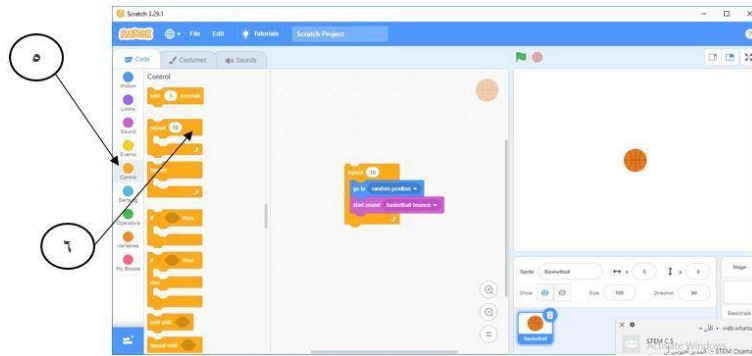 Scratch 3.29.1
SCRATCH File Edit Tutorials Scratch Project
Code Costumes Sounds
Motion
Looks
Sound
Events
Control
Sensing
Operators
Variables
My Blocks
Control
wait 1 seconds
repeat 10
forever
if then
if then
else
wait until
repeat until
repeat 10
go to random position
start sound basketball bounce
Sprite Basketball x 0 y 0
Show Size 100 Direction 90
Basketball
Stage
Backdrops
٥
٦
STEM C.S
Activate Windows